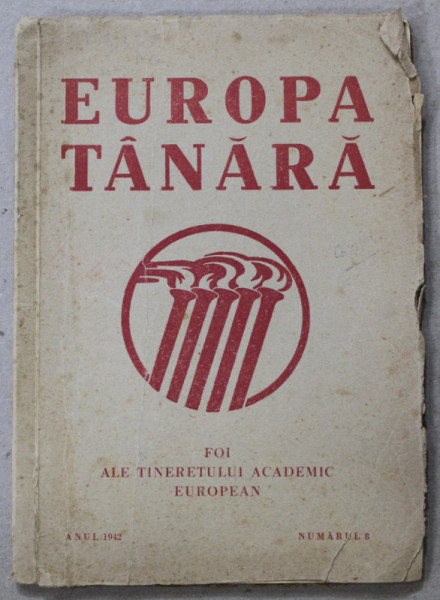 EUROPA
TÂNĂRĂ
FOI
ALE TINERETULUI ACADEMIC
EUROPEAN
ANUL 1942 NUMĂRUL 8